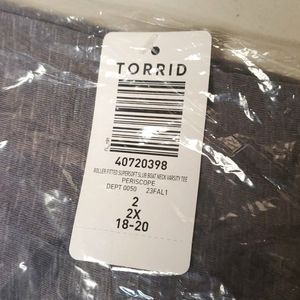 TORRID
40720398
ROLLER FITTED SUPERSOFT SLUB BOAT NECK VARSITY TEE
PERISCOPE
DEPT 0050 23FAL1
2
2X
18-20